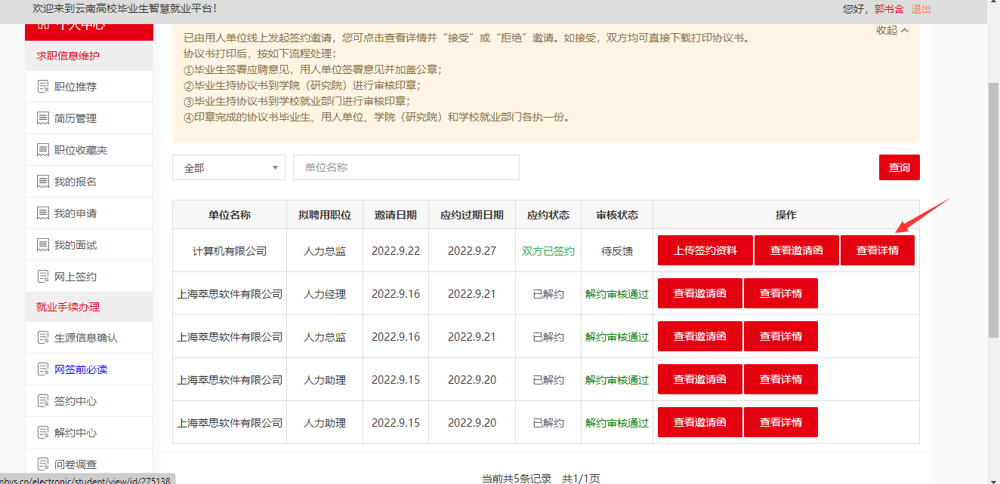 欢迎来到云南高校毕业生智慧就业平台！
您好，郭书含 退出
个人中心
求职信息维护
职位推荐
简历管理
职位收藏夹
我的报名
我的申请
我的面试
网上签约
就业手续办理
生源信息确认
网签前必读
签约中心
解约中心
问卷调查
已由用人单位线上发起签约邀请，您可点击查看详情并“接受”或“拒绝”邀请。如接受，双方均可直接下载打印协议书。
收起
协议书打印后，按如下流程处理：
①毕业生签署应聘意见，用人单位签署意见并加盖公章；
②毕业生持协议书到学院（研究院）进行审核印章；
③毕业生持协议书到学校就业部门进行审核印章；
④印章完成的协议书毕业生、用人单位、学院（研究院）和学校就业部门各执一份。
全部 单位名称 查询
单位名称 拟聘用职位 邀请日期 应约过期日期 应约状态 审核状态 操作
计算机有限公司 人力总监 2022.9.22 2022.9.27 双方已签约 待反馈 上传签约资料 查看邀请函 查看详情
上海萃思软件有限公司 人力经理 2022.9.16 2022.9.21 已解约 解约审核通过 查看邀请函 查看详情
上海萃思软件有限公司 人力总监 2022.9.16 2022.9.21 已解约 解约审核通过 查看邀请函 查看详情
上海萃思软件有限公司 人力助理 2022.9.15 2022.9.20 已解约 解约审核通过 查看邀请函 查看详情
上海萃思软件有限公司 人力助理 2022.9.15 2022.9.20 已解约 解约审核通过 查看邀请函 查看详情
当前共5条记录 共1/1页
nbys.cn/electronic/student/view/id/275138